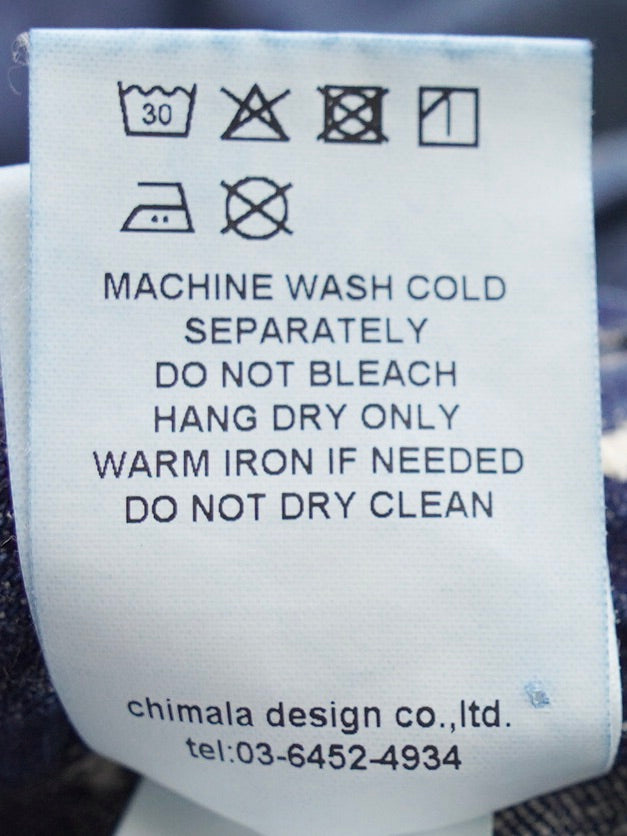 30
MACHINE WASH COLD
SEPARATELY
DO NOT BLEACH
HANG DRY ONLY
WARM IRON IF NEEDED
DO NOT DRY CLEAN
chimala design co.,ltd.
tel:03-6452-4934